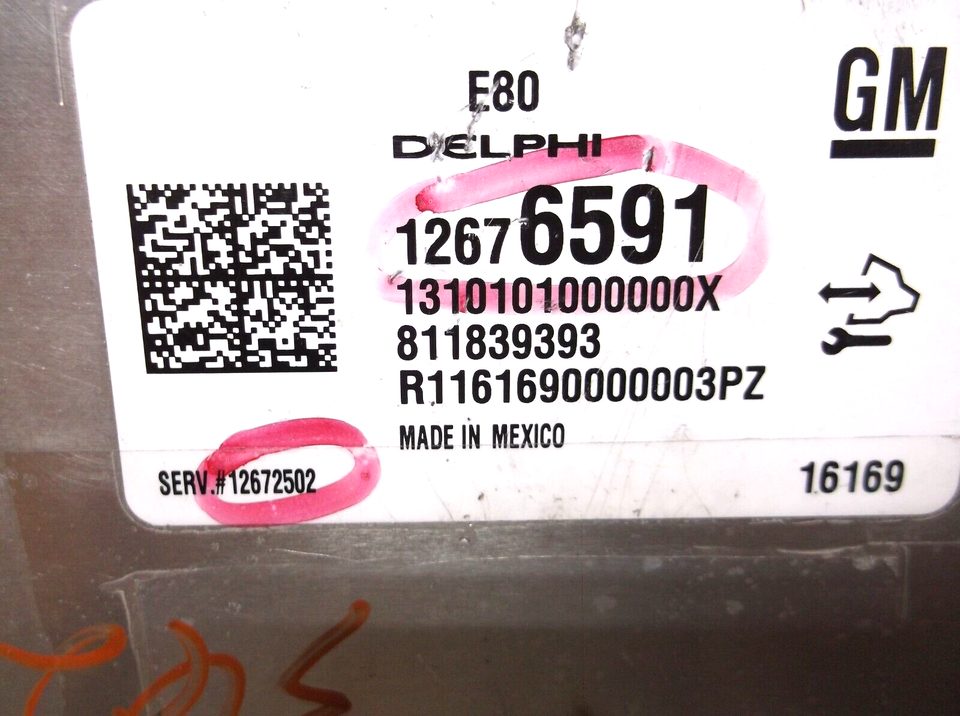 E80
GM
DELPHI
12676591
1310101000000X
811839393
R1161690000003PZ
MADE IN MEXICO
SERV.#12672502
16169